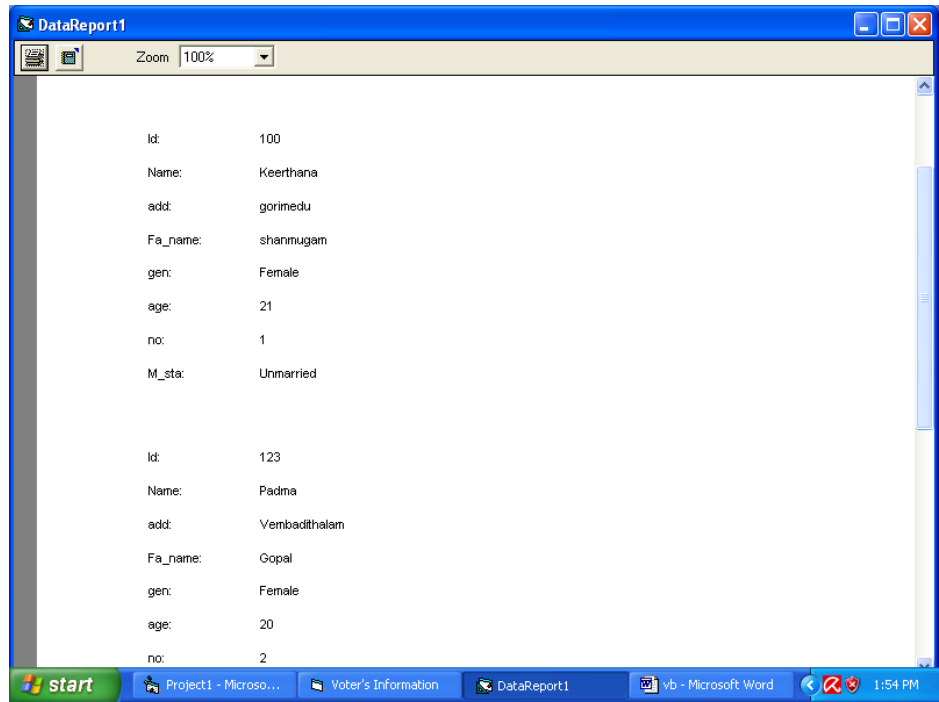 DataReport1
Zoom 100%
Id: 100
Name: Keerthana
add: gorimedu
Fa_name: shanmugam
gen: Female
age: 21
no: 1
M_sta: Unmarried
Id: 123
Name: Padma
add: Vembadithalam
Fa_name: Gopal
gen: Female
age: 20
no: 2
start Project1 - Microso... Voter's Information DataReport1 vb - Microsoft Word 1:54 PM